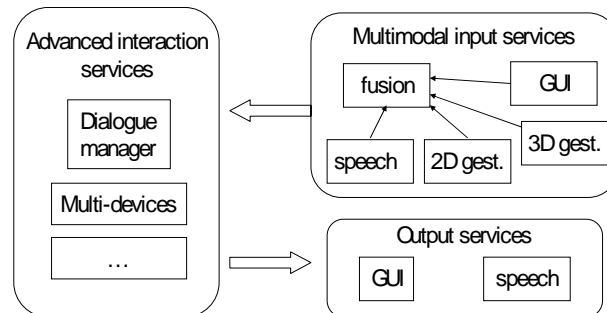 Advanced interaction
services
Dialogue
manager
Multi-devices
…
Multimodal input services
fusion
GUI
speech
2D gest.
3D gest.
Output services
GUI
speech